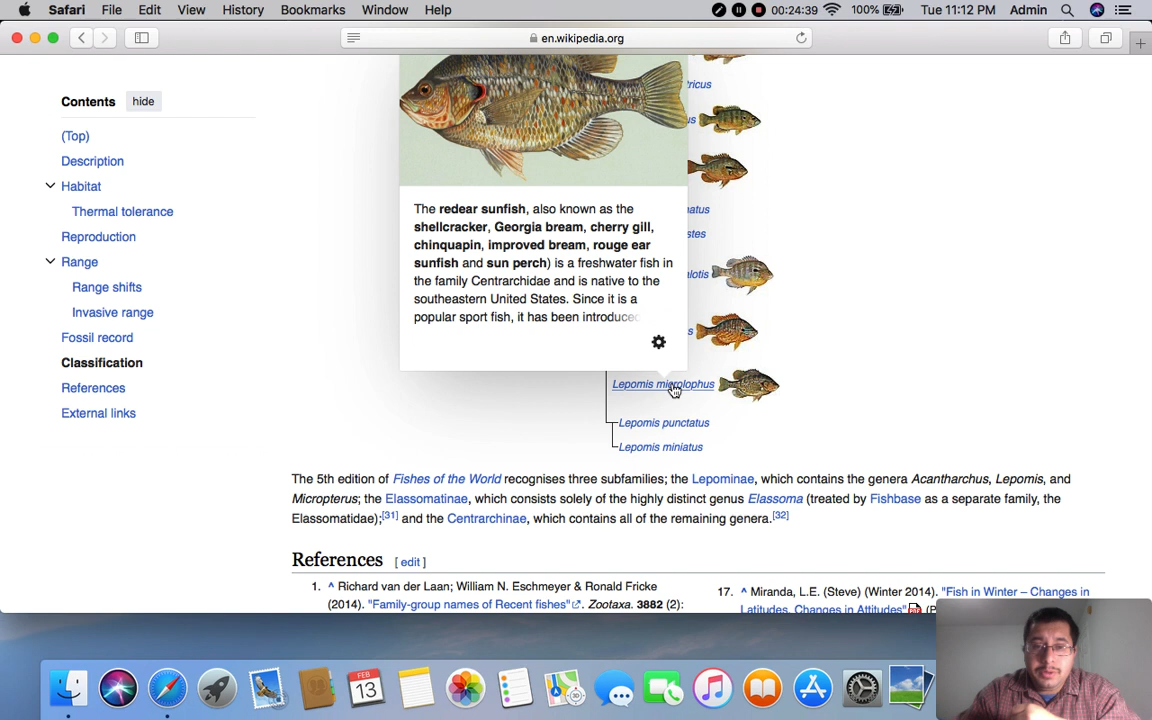 Safari File Edit View History Bookmarks Window Help 00:24:39 100% Tue 11:12 PM Admin
en.wikipedia.org
Contents hide
(Top)
Description
Habitat
Thermal tolerance
Reproduction
Range
Range shifts
Invasive range
Fossil record
Classification
References
External links
The redear sunfish, also known as the
shellcracker, Georgia bream, cherry gill,
chinquapin, improved bream, rouge ear
sunfish and sun perch) is a freshwater fish in
the family Centrarchidae and is native to the
southeastern United States. Since it is a
popular sport fish, it has been introduced
Lepomis microlophus
Lepomis punctatus
Lepomis miniatus
The 5th edition of Fishes of the World recognises three subfamilies; the Lepominae, which contains the genera Acantharchus, Lepomis, and
Micropterus; the Elassomatinae, which consists solely of the highly distinct genus Elassoma (treated by Fishbase as a separate family, the
Elassomatidae);[31] and the Centrarchinae, which contains all of the remaining genera.[32]
References [ edit ]
1. ^ Richard van der Laan; William N. Eschmeyer & Ronald Fricke
(2014). "Family-group names of Recent fishes". Zootaxa. 3882 (2):
17. ^ Miranda, L.E. (Steve) (Winter 2014). "Fish in Winter – Changes in
Latitudes, Changes in Attitudes"
FEB
13